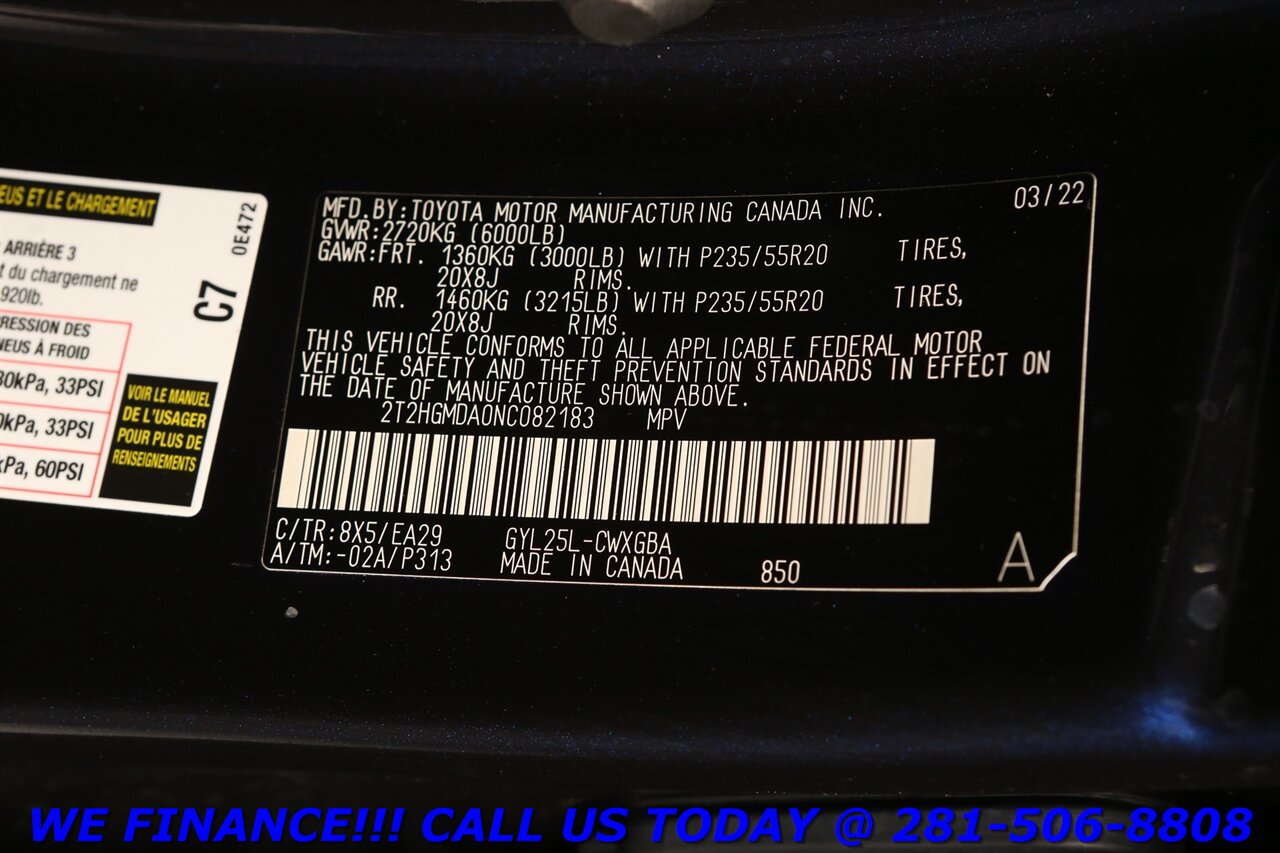 EUS ET LE CHARGEMENT
ARRIÈRE 3
t du chargement ne
920lb.
RESSION DES
NEUS À FROID
30kPa, 33PSI
0kPa, 33PSI
kPa, 60PSI
VOIR LE MANUEL
DE L'USAGER
POUR PLUS DE
RENSEIGNEMENTS
C7
0E472
03/22
MFD.BY:TOYOTA MOTOR MANUFACTURING CANADA INC.
GVWR:2720KG (6000LB)
GAWR:FRT. 1360KG (3000LB) WITH P235/55R20 TIRES,
20X8J RIMS.
RR. 1460KG (3215LB) WITH P235/55R20 TIRES,
20X8J RIMS.
THIS VEHICLE CONFORMS TO ALL APPLICABLE FEDERAL MOTOR
VEHICLE SAFETY AND THEFT PREVENTION STANDARDS IN EFFECT ON
THE DATE OF MANUFACTURE SHOWN ABOVE.
2T2HGMDA0NC082183 MPV
C/TR:8X5/EA29 GYL25L-CWXGBA
A/TM:-02A/P313 MADE IN CANADA 850 A
WE FINANCE!!! CALL US TODAY @ 281-506-8808